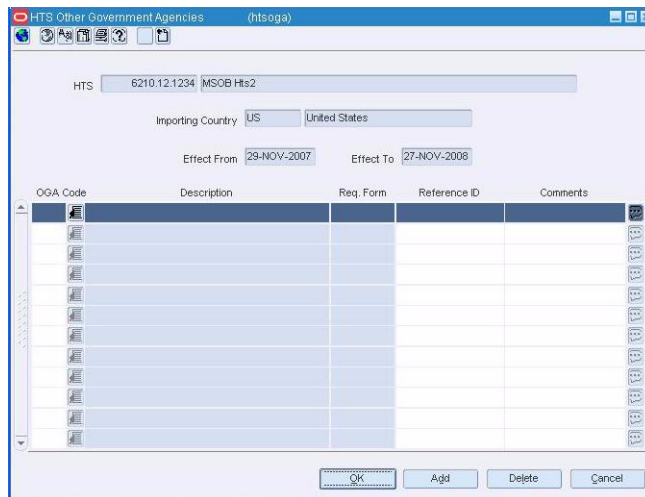 HTS Other Government Agencies (htsoga)
HTS 6210.12.1234 MSOB Hts2
Importing Country US United States
Effect From 29-NOV-2007 Effect To 27-NOV-2008
OGA Code Description Req. Form Reference ID Comments
OK Add Delete Cancel